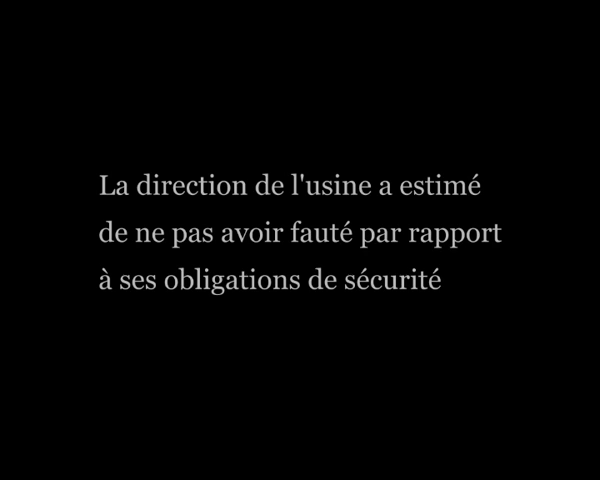 La direction de l'usine a estimé
de ne pas avoir fauté par rapport
à ses obligations de sécurité